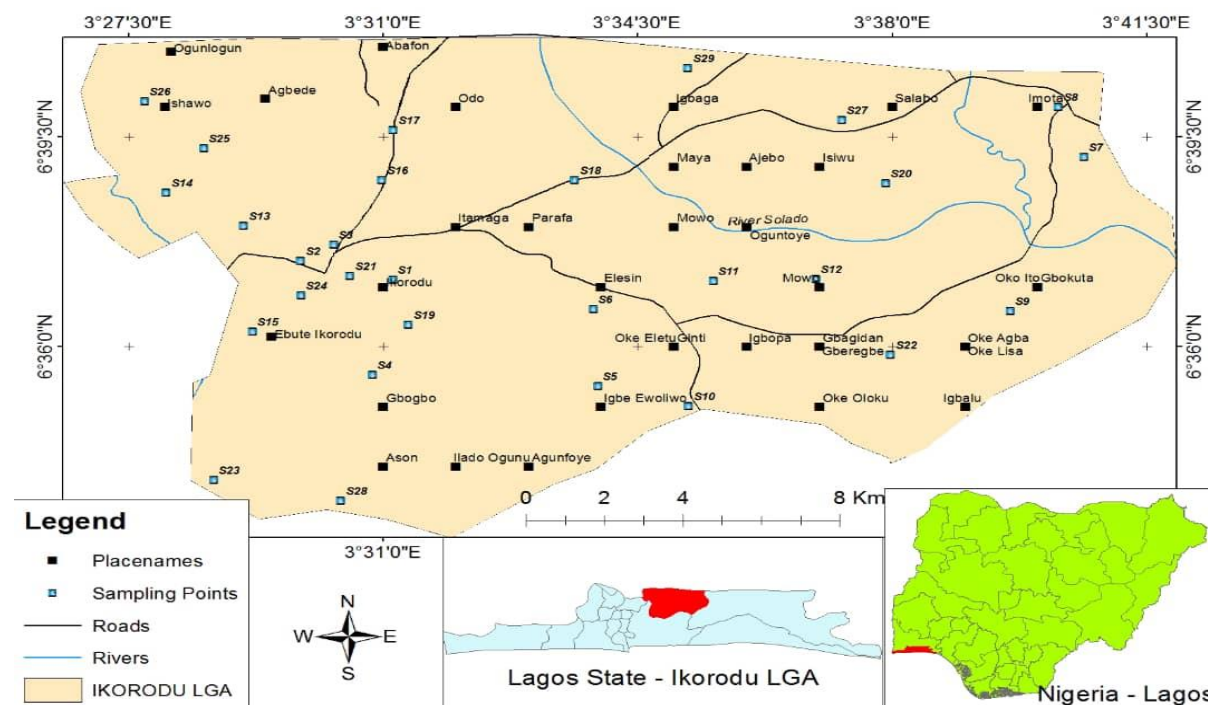 3°27'30"E
3°31'0"E
3°34'30"E
3°38'0"E
3°41'30"E
Ogunlogun
Abafon
S29
S26
Ishawo
Agbede
Odo
Igbaga
S27
Salabo
Imota
S8
6°39'30"N
6°39'30"N
S17
S25
S7
Maya
Ajebo
Isiwu
S14
S16
S18
S20
S13
Itamaga
Parafa
Mowo
River Solado
Oguntoye
S3
S2
S21
S1
Ikorodu
S24
Elesin
S11
S12
Mowo
Oko Ito
Gbokuta
S6
S9
S15
Ebute Ikorodu
S19
6°36'0"N
6°36'0"N
Oke Eletu
Ginti
Igbopa
Gbagidan
Gberegbe
S22
Oke Agba
Oke Lisa
S4
S5
Gbogbo
Igbe Ewoliwo
S10
Oke Oloku
Igbalu
Ason
Ilado Ogunu
Agunfoye
S23
S28
0 2 4 8 Km
Legend
Placenames
Sampling Points
Roads
Rivers
IKORODU LGA
3°31'0"E
N
W E
S
Lagos State - Ikorodu LGA
Nigeria - Lagos